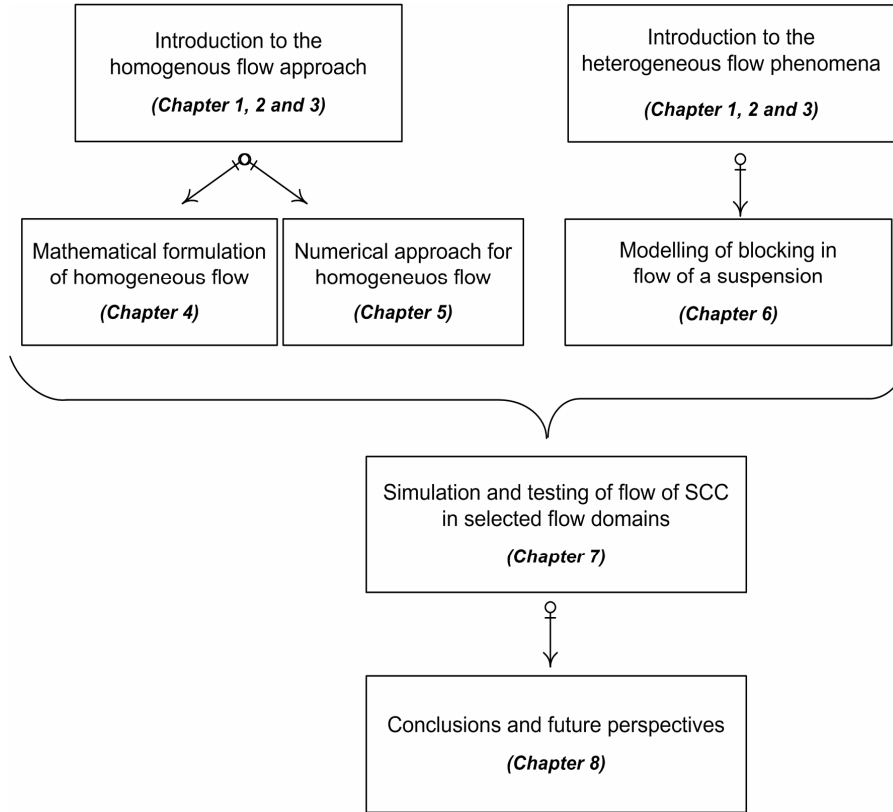 Introduction to the
homogenous flow approach
(Chapter 1, 2 and 3)
Introduction to the
heterogeneous flow phenomena
(Chapter 1, 2 and 3)
Mathematical formulation
of homogeneous flow
(Chapter 4)
Numerical approach for
homogeneuos flow
(Chapter 5)
Modelling of blocking in
flow of a suspension
(Chapter 6)
Simulation and testing of flow of SCC
in selected flow domains
(Chapter 7)
Conclusions and future perspectives
(Chapter 8)